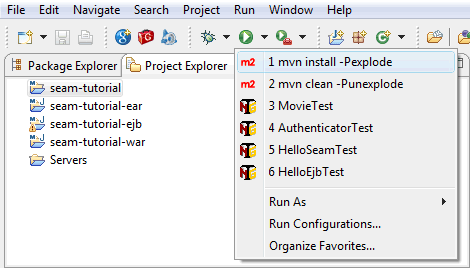 File Edit Navigate Search Project Run Window Help
Package Explorer Project Explorer
seam-tutorial
seam-tutorial-ear
seam-tutorial-ejb
seam-tutorial-war
Servers
m2 1 mvn install -Pexplode
m2 2 mvn clean -Punexplode
3 MovieTest
4 AuthenticatorTest
5 HelloSeamTest
6 HelloEjbTest
Run As
Run Configurations...
Organize Favorites...